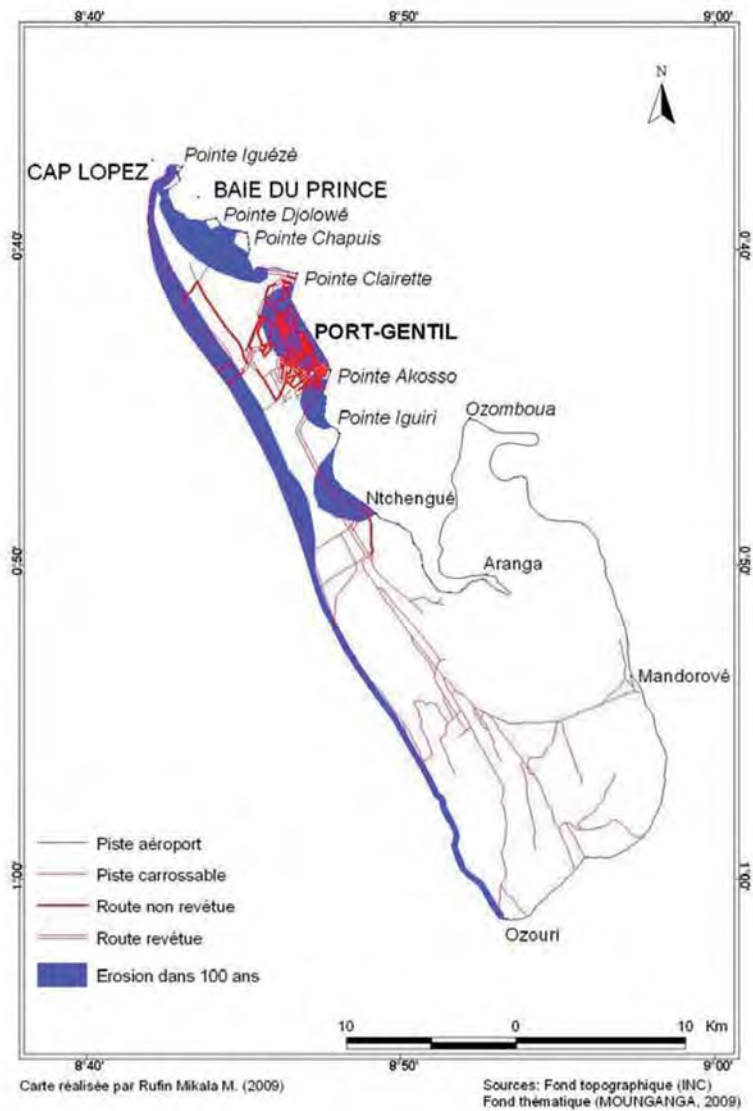 8°40'
8°50'
9°00'
N
Pointe Iguézè
CAP LOPEZ
BAIE DU PRINCE
Pointe Djolowé
Pointe Chapuis
0°40'
0°40'
Pointe Clairette
PORT-GENTIL
Pointe Akosso
Ozomboua
Pointe Iguiri
Ntchengué
0°50'
0°50'
Aranga
Mandorové
Piste aéroport
Piste carrossable
1°00'
1°00'
Route non revêtue
Route revêtue
Ozouri
Erosion dans 100 ans
10 0 10 Km
8°40'
8°50'
9°00'
Carte réalisée par Rufin Mikala M. (2009)
Sources: Fond topographique (INC)
Fond thématique (MOUNGANGA, 2009)